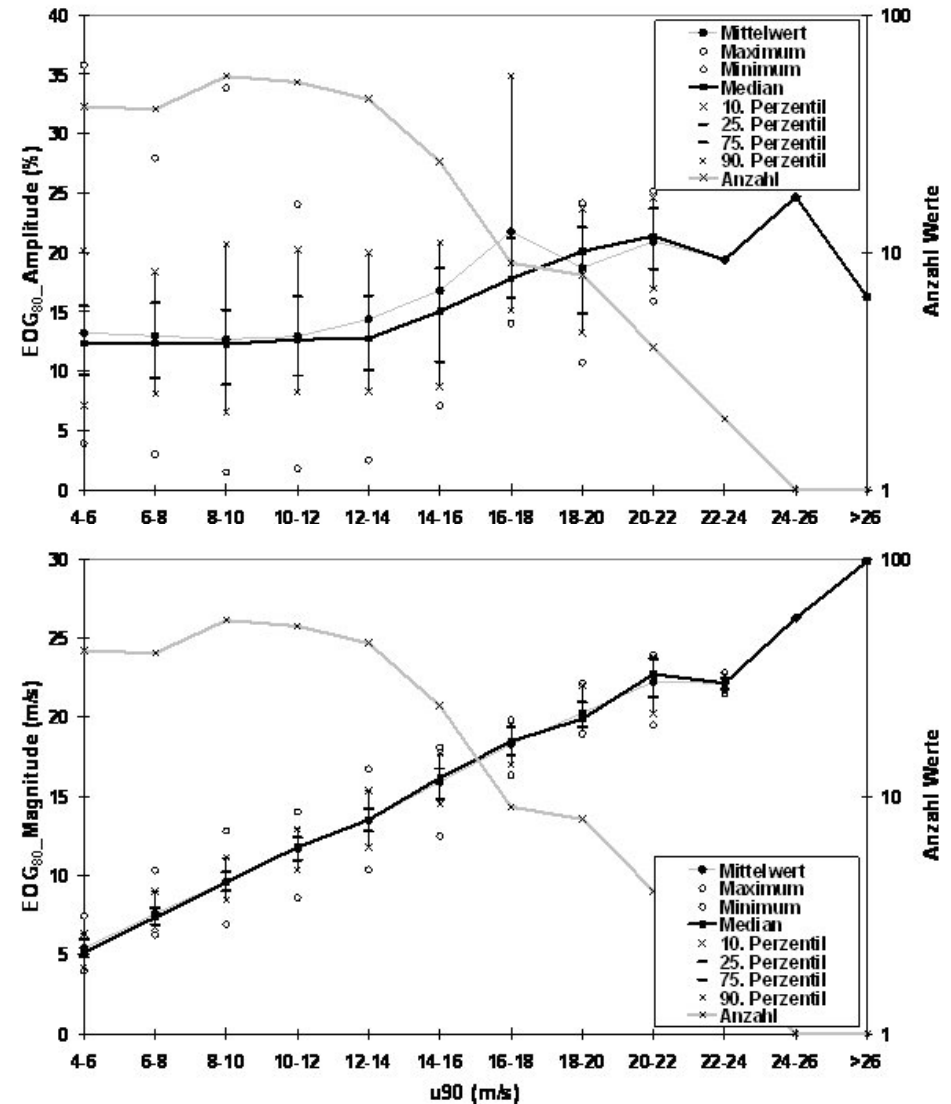 40
35
30
25
20
15
10
5
0
EOG80_Amplitude (%)
100
10
1
Anzahl Werte
Mittelwert
Maximum
Minimum
Median
10. Perzentil
25. Perzentil
75. Perzentil
90. Perzentil
Anzahl
4-6 6-8 8-10 10-12 12-14 14-16 16-18 18-20 20-22 22-24 24-26 >26
30
25
20
15
10
5
0
EOG80_Magnitude (m/s)
100
10
1
Anzahl Werte
Mittelwert
Maximum
Minimum
Median
10. Perzentil
25. Perzentil
75. Perzentil
90. Perzentil
Anzahl
4-6 6-8 8-10 10-12 12-14 14-16 16-18 18-20 20-22 22-24 24-26 >26
u90 (m/s)